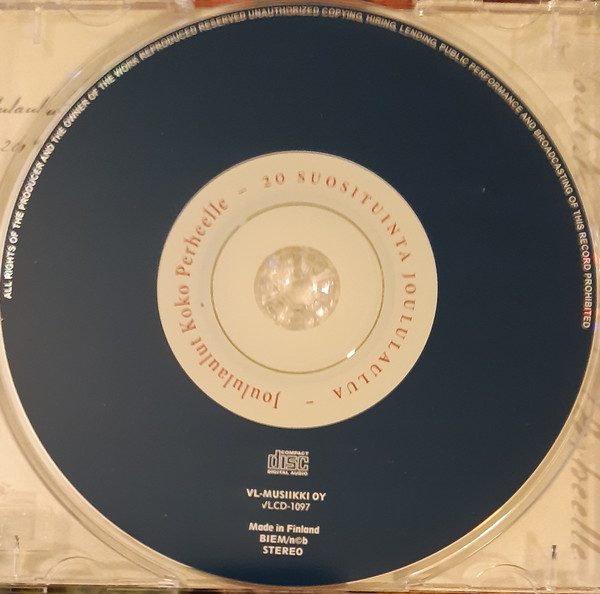 ALL RIGHTS OF THE PRODUCER AND THE OWNER OF THE WORK REPRODUCED RESERVED UNAUTHORIZED COPYING, HIRING, LENDING, PUBLIC PERFORMANCE AND BROADCASTING OF THIS RECORD PROHIBITED
Joululaulut Koko Perheelle – 20 SUOSITUINTA JOULULAULUA –
COMPACT
disc
DIGITAL AUDIO
VL-MUSIIKKI OY
VLCD-1097
Made in Finland
BIEM/n©b
STEREO